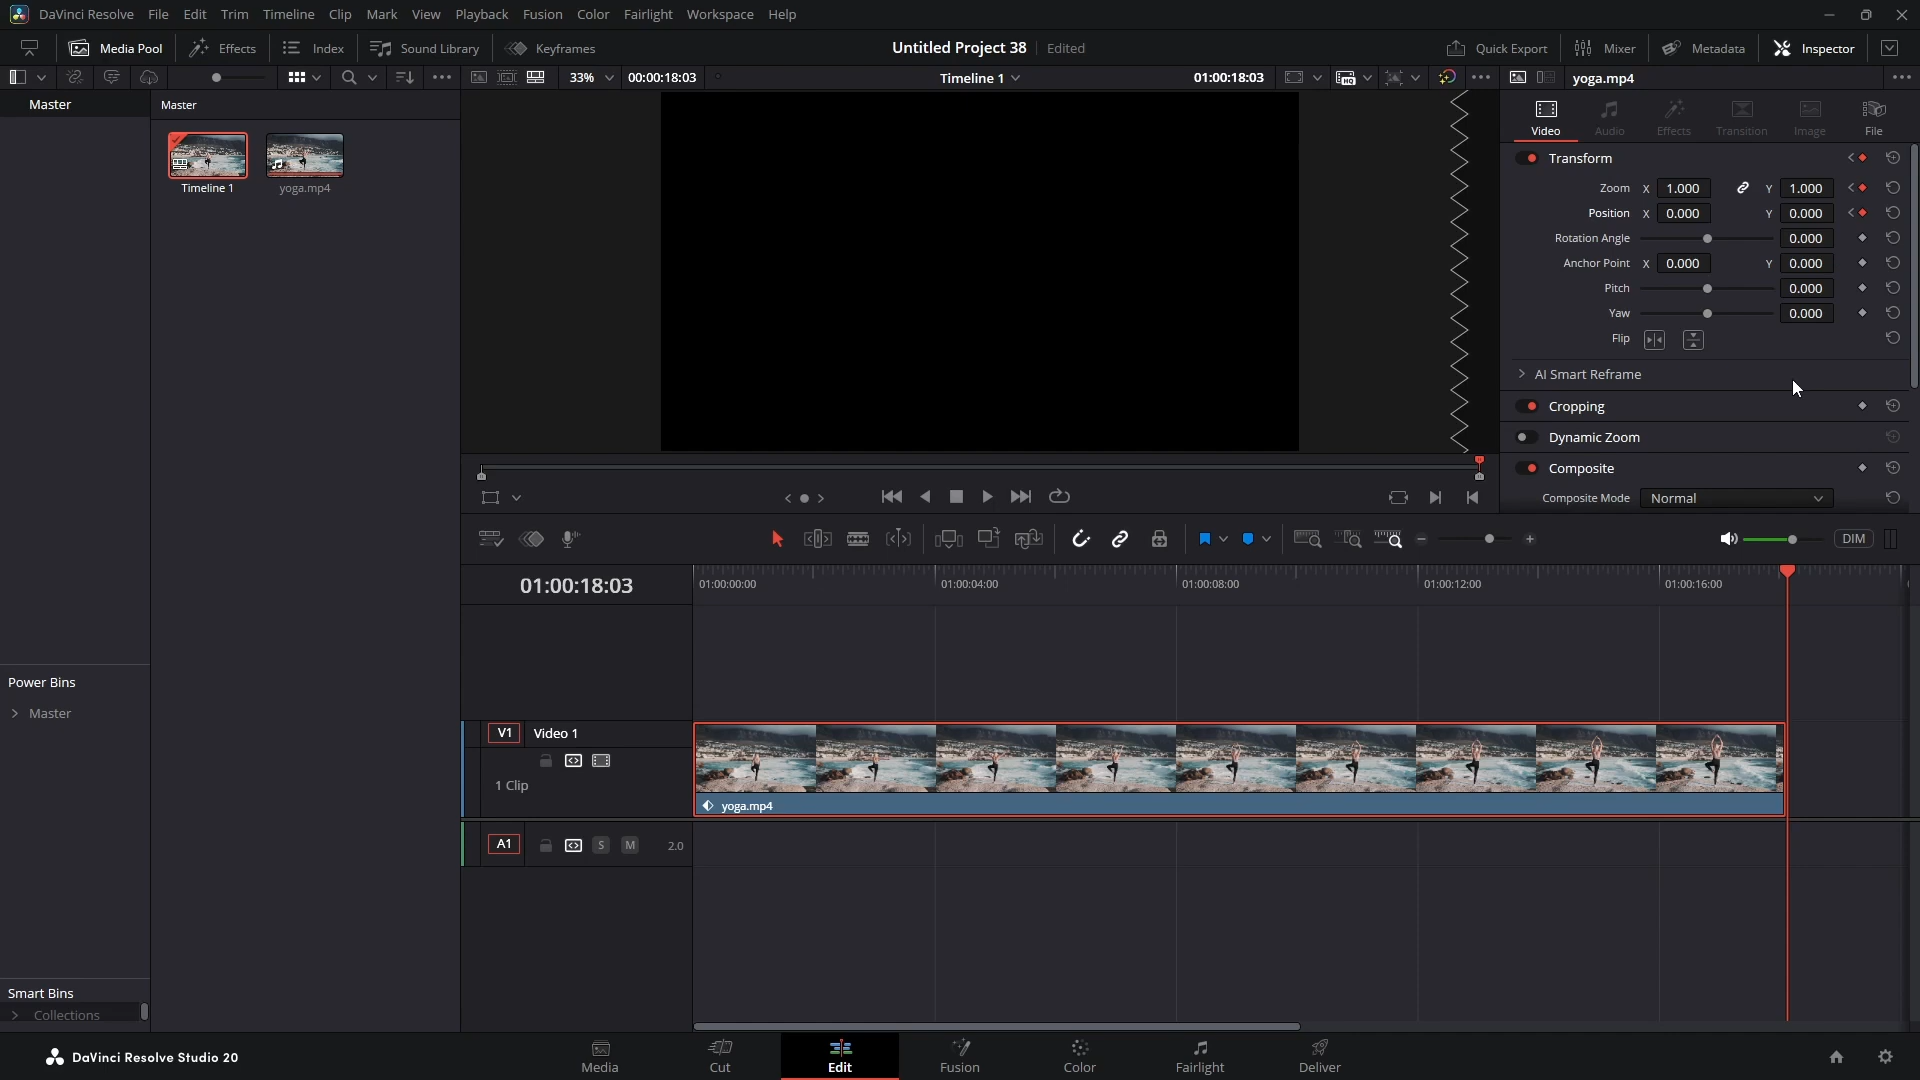 DaVinci Resolve File Edit Trim Timeline Clip Mark View Playback Fusion Color Fairlight Workspace Help
Media Pool Effects Index Sound Library Keyframes Untitled Project 38 Edited Quick Export Mixer Metadata Inspector
33% 00:00:18:03 Timeline 1 01:00:18:03 yoga.mp4
Master
Master
Timeline 1
yoga.mp4
Power Bins
Master
Smart Bins
Collections
Video Audio Effects Transition Image File
Transform
Zoom X 1.000 Y 1.000
Position X 0.000 Y 0.000
Rotation Angle 0.000
Anchor Point X 0.000 Y 0.000
Pitch 0.000
Yaw 0.000
Flip
AI Smart Reframe
Cropping
Dynamic Zoom
Composite
Composite Mode Normal
DIM
01:00:18:03
01:00:00:00 01:00:04:00 01:00:08:00 01:00:12:00 01:00:16:00
V1 Video 1
1 Clip
yoga.mp4
A1 S M 2.0
DaVinci Resolve Studio 20
Media Cut Edit Fusion Color Fairlight Deliver